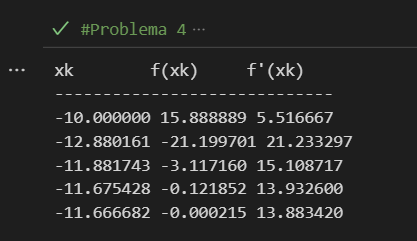 #Problema 4 ...
... xk f(xk) f'(xk)
-----------------------------
-10.000000 15.888889 5.516667
-12.880161 -21.199701 21.233297
-11.881743 -3.117160 15.108717
-11.675428 -0.121852 13.932600
-11.666682 -0.000215 13.883420